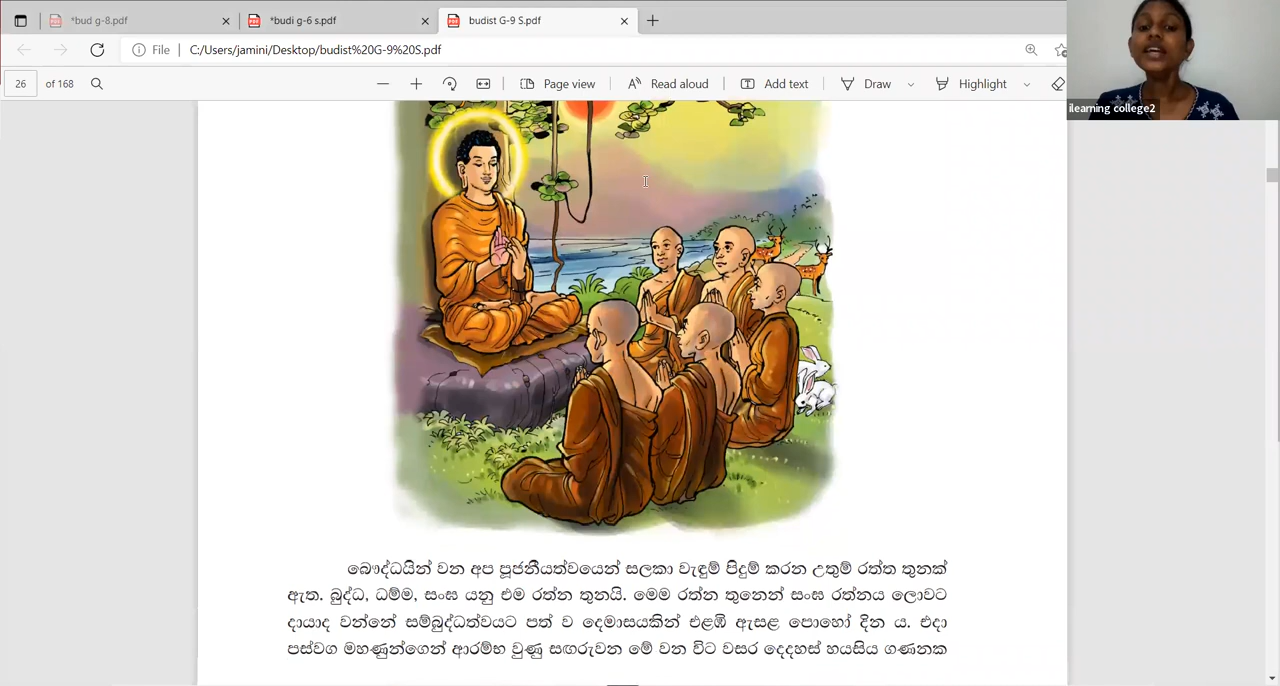 *bud g-8.pdf
*budi g-6 s.pdf
budist G-9 S.pdf
File
C:/Users/jamini/Desktop/budist%20G-9%20S.pdf
26 of 168
Page view
Read aloud
Add text
Draw
Highlight
ilearning college2
බෞද්ධයින් වන අප පූජනීයත්වයෙන් සලකා වැඳුම් පිදුම් කරන උතුම් රත්න තුනක්
ඇත. බුද්ධ, ධම්ම, සංඝ යනු එම රත්න තුනයි. මෙම රත්න තුනෙන් සංඝ රත්නය ලොවට
දායාද වන්නේ සම්බුද්ධත්වයට පත් ව දෙමාසයකින් එළඹි ඇසළ පොහෝ දින ය. එදා
පස්වග මහණුන්ගෙන් ආරම්භ වුණු සඟරුවන මේ වන විට වසර දෙදහස් හයසිය ගණනක